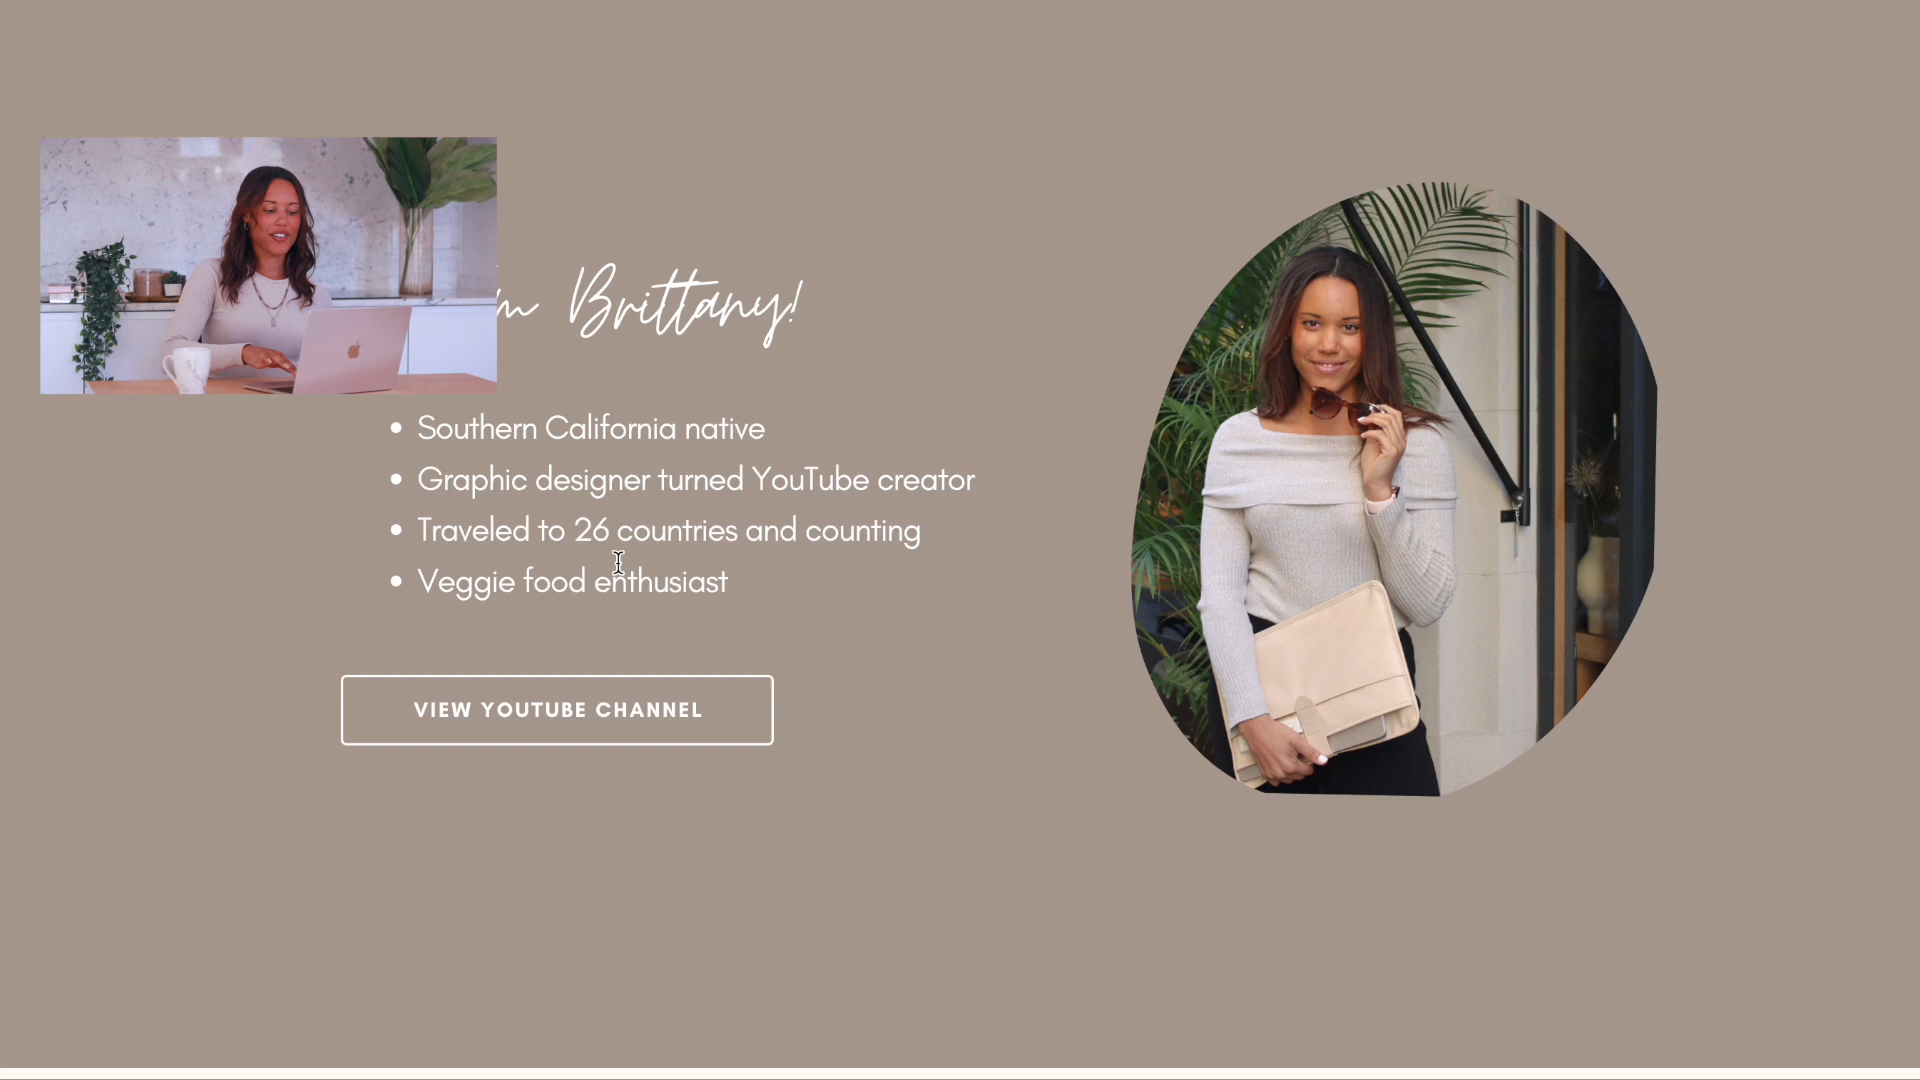 Brittany!
Southern California native
Graphic designer turned YouTube creator
Traveled to 26 countries and counting
Veggie food enthusiast
VIEW YOUTUBE CHANNEL